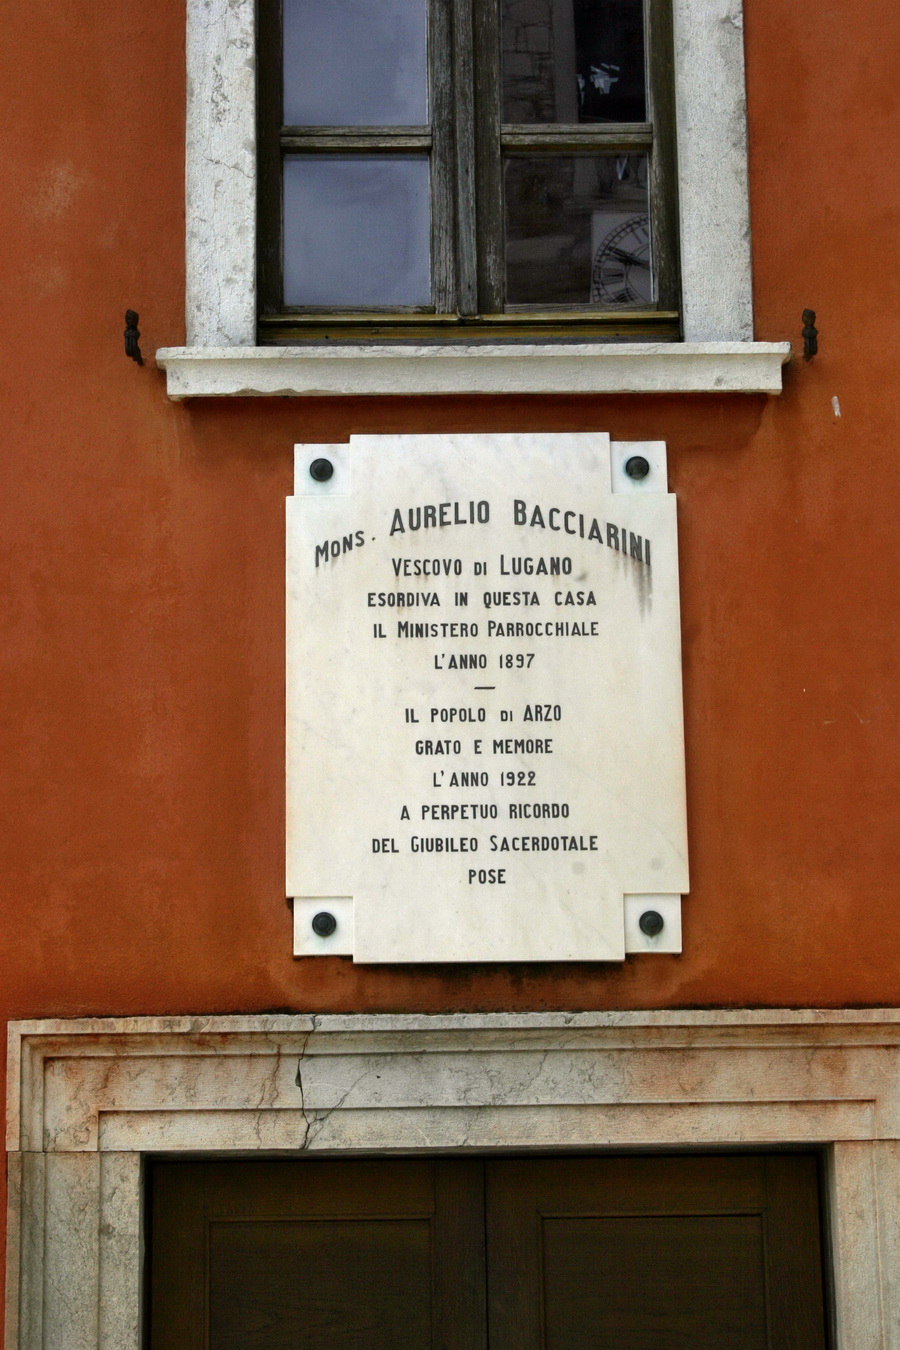 MONS. AURELIO BACCIARINI
VESCOVO DI LUGANO
ESORDIVA IN QUESTA CASA
IL MINISTERO PARROCCHIALE
L'ANNO 1897
—
IL POPOLO DI ARZO
GRATO E MEMORE
L'ANNO 1922
A PERPETUO RICORDO
DEL GIUBILEO SACERDOTALE
POSE